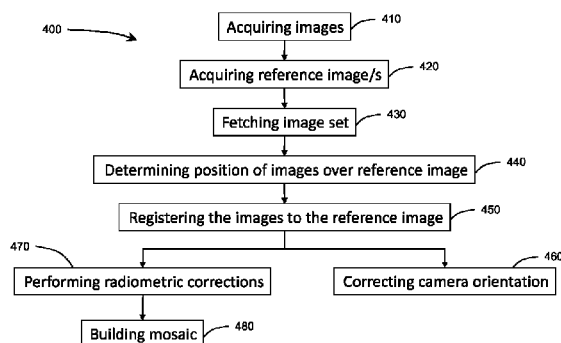 400
Acquiring images
410
Acquiring reference image/s
420
Fetching image set
430
Determining position of images over reference image
440
Registering the images to the reference image
450
470
460
Performing radiometric corrections
Correcting camera orientation
Building mosaic
480